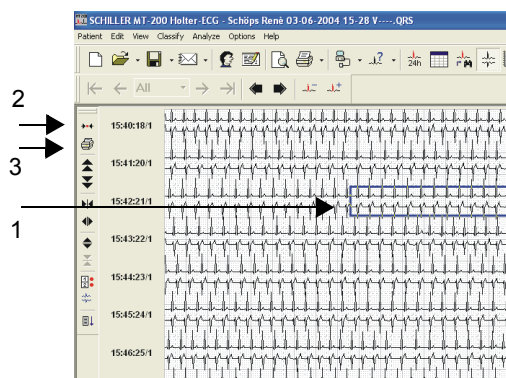 SCHILLER MT-200 Holter-ECG - Schöps Renè 03-06-2004 15-28 V----.QRS
Patient Edit View Classify Analyze Options Help
24h
All
2
15:40:18/1
3
15:41:20/1
15:42:21/1
1
15:43:22/1
15:44:23/1
15:45:24/1
15:46:25/1